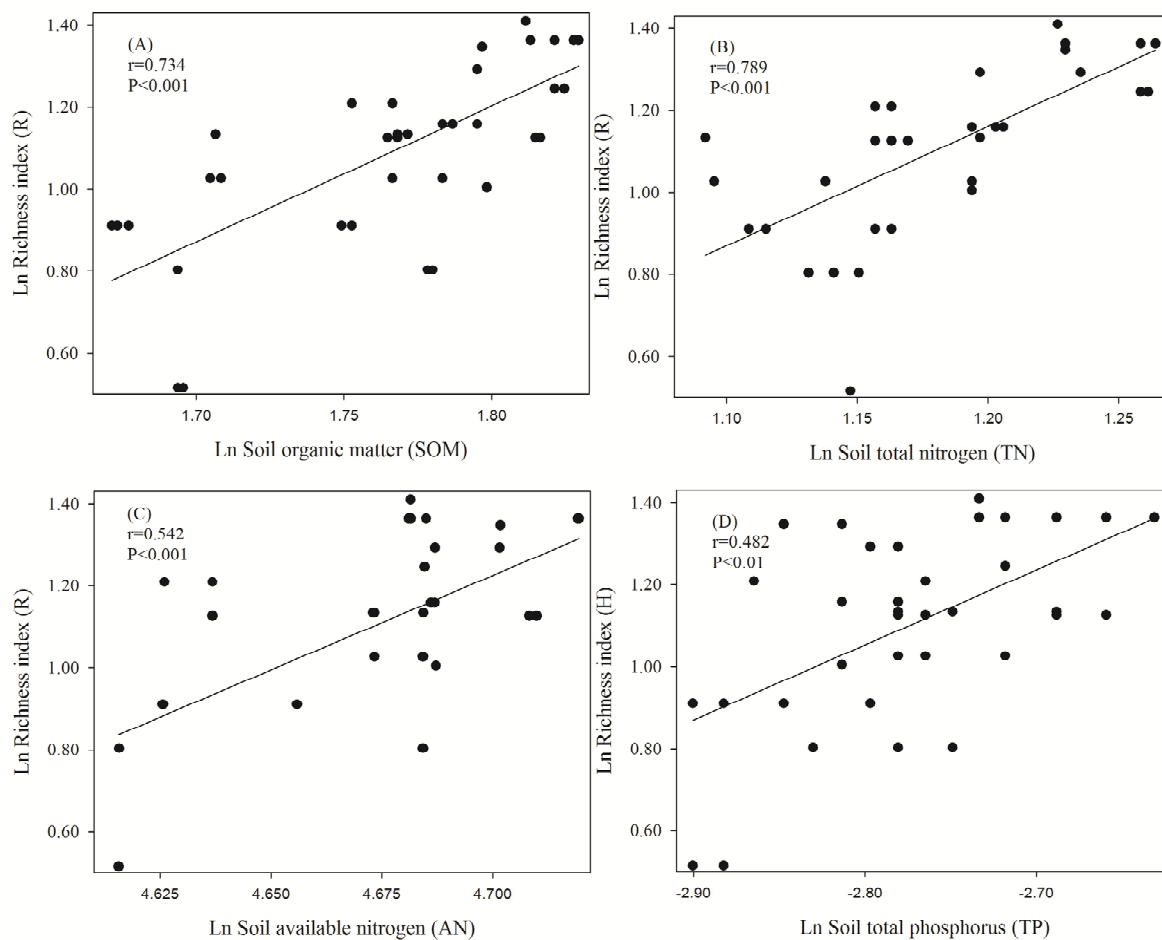 1.40
1.20
1.00
0.80
0.60
Ln Richness index (R)
(A)
r=0.734
P<0.001
1.70 1.75 1.80
Ln Soil organic matter (SOM)
1.40
1.20
1.00
0.80
0.60
Ln Richness index (R)
(B)
r=0.789
P<0.001
1.10 1.15 1.20 1.25
Ln Soil total nitrogen (TN)
1.40
1.20
1.00
0.80
0.60
Ln Richness index (R)
(C)
r=0.542
P<0.001
4.625 4.650 4.675 4.700
Ln Soil available nitrogen (AN)
1.40
1.20
1.00
0.80
0.60
Ln Richness index (H)
(D)
r=0.482
P<0.01
-2.90 -2.80 -2.70
Ln Soil total phosphorus (TP)